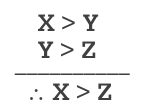 X > Y
Y > Z
∴ X > Z